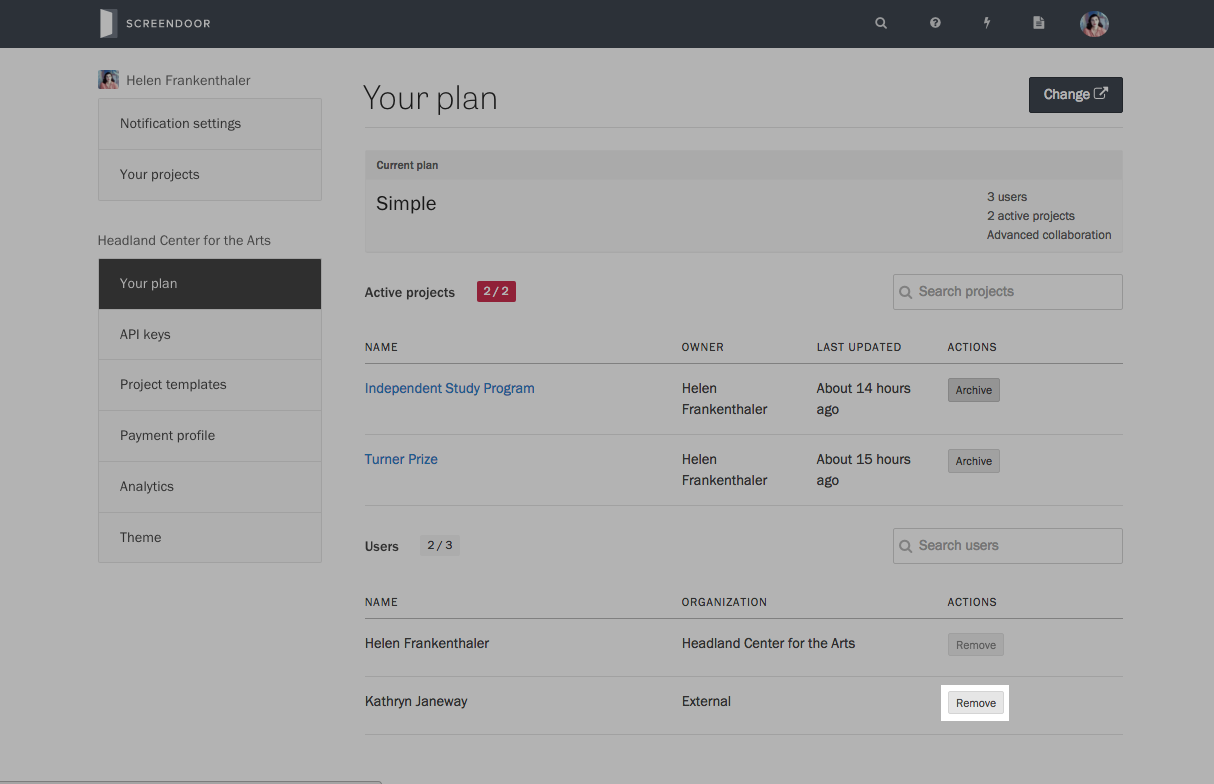 SCREENDOOR
Helen Frankenthaler
Notification settings
Your projects
Headland Center for the Arts
Your plan
API keys
Project templates
Payment profile
Analytics
Theme
Your plan
Change
Current plan
Simple
3 users
2 active projects
Advanced collaboration
Active projects 2 / 2 Search projects
NAME OWNER LAST UPDATED ACTIONS
Independent Study Program Helen About 14 hours Archive
Frankenthaler ago
Turner Prize Helen About 15 hours Archive
Frankenthaler ago
Users 2 / 3 Search users
NAME ORGANIZATION ACTIONS
Helen Frankenthaler Headland Center for the Arts Remove
Kathryn Janeway External Remove